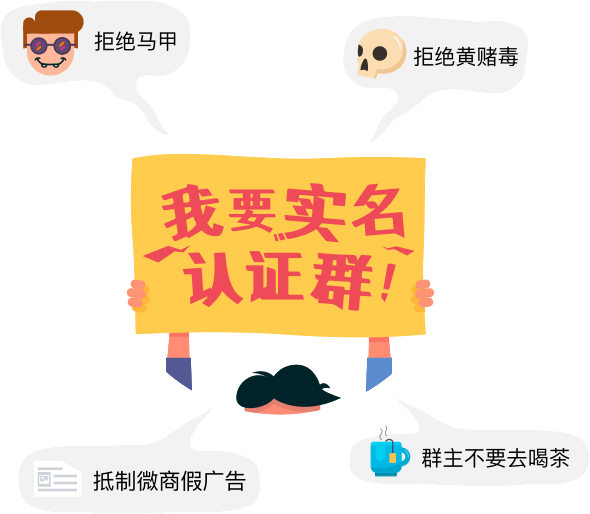 拒绝马甲
拒绝黄赌毒
我要实名
认证群!
抵制微商假广告
群主不要去喝茶